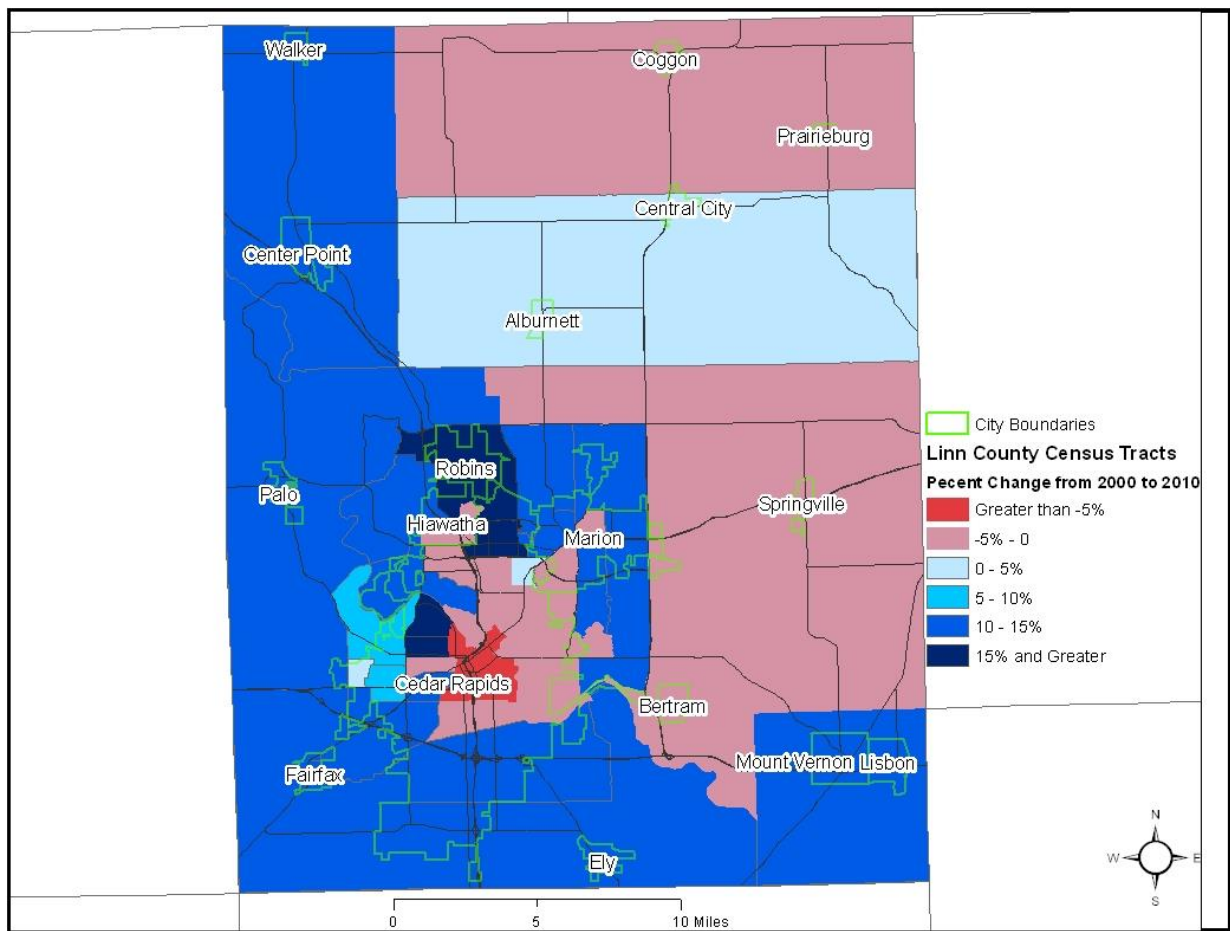 Walker
Coggon
Prairieburg
Central City
Center Point
Alburnett
City Boundaries
Linn County Census Tracts
Pecent Change from 2000 to 2010
Greater than -5%
-5% - 0
0 - 5%
5 - 10%
10 - 15%
15% and Greater
Robins
Palo
Springville
Hiawatha
Marion
Cedar Rapids
Bertram
Mount Vernon
Lisbon
Fairfax
Ely
N
W
E
S
0
5
10 Miles